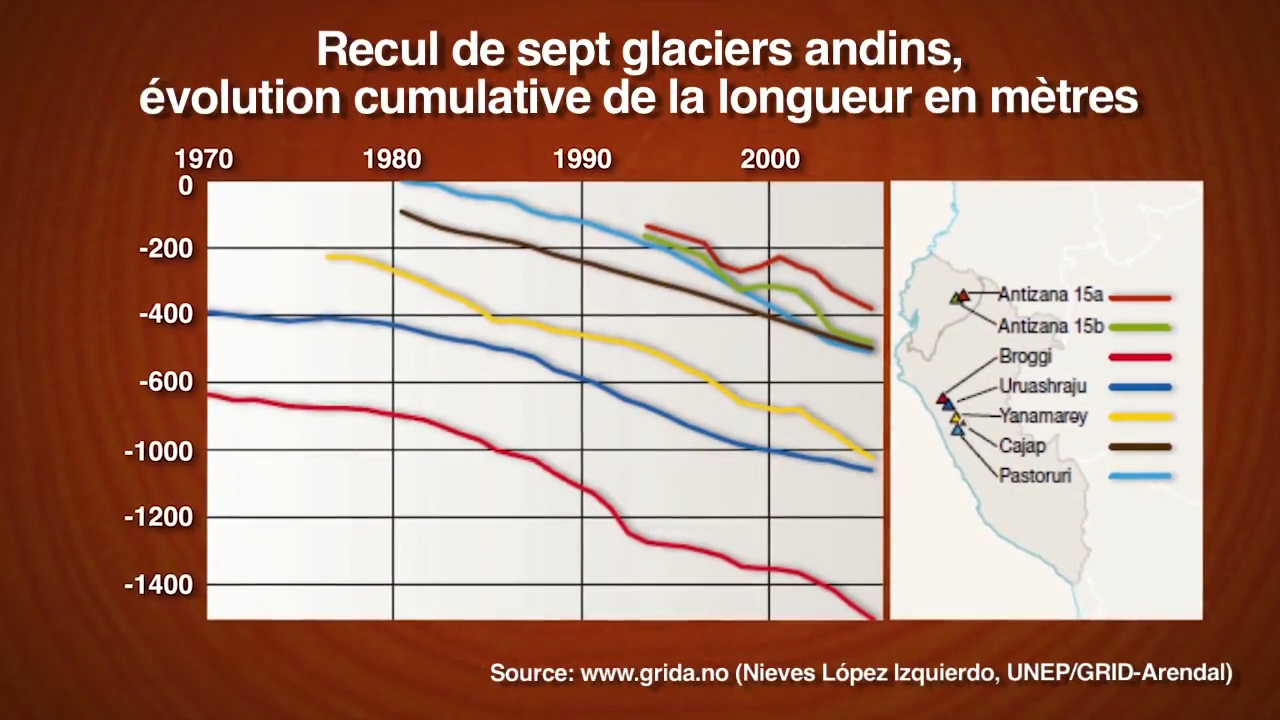 Recul de sept glaciers andins,
évolution cumulative de la longueur en mètres
1970 1980 1990 2000
0
-200
-400
-600
-1000
-1200
-1400
Antizana 15a
Antizana 15b
Broggi
Uruashraju
Yanamarey
Cajap
Pastoruri
Source: www.grida.no (Nieves López Izquierdo, UNEP/GRID-Arendal)